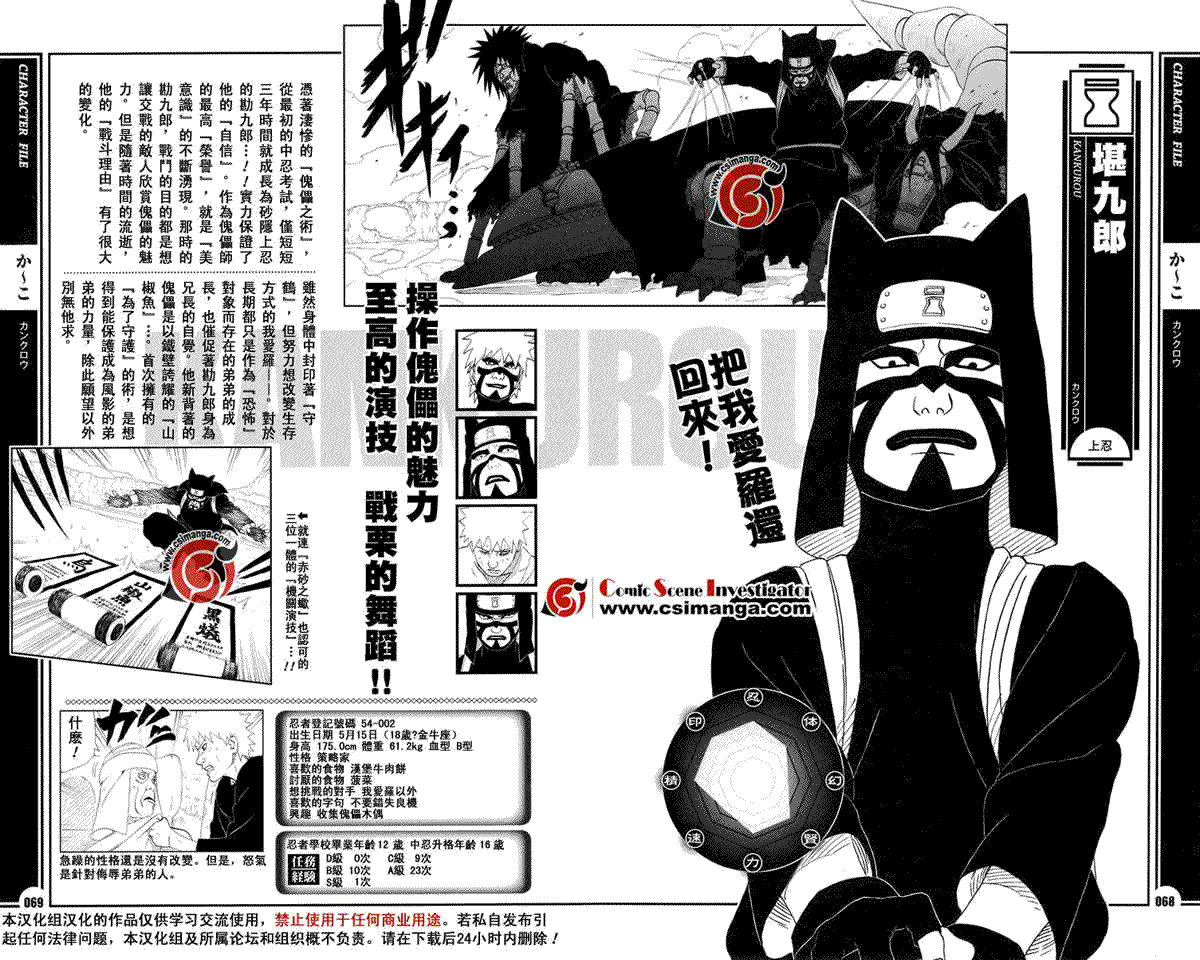 CHARACTER FILE
か～こ
カンクロウ
068
堪九郎
KANKUROU
カンクロウ
上忍
把我愛羅還
回來！
忍
体
幻
賢
力
速
精
印
www.csimanga.com
KANKUROU
操作傀儡的魅力
至高的演技　戰栗的舞蹈！！
Comic Scene Investigator
www.csimanga.com
憑著淒慘的『傀儡之術』，
從最初的中忍考試，僅短短
三年時間就成長為砂隱上忍
的勘九郎…！實力保證了
他的『自信』。作為傀儡師
的最高『榮譽』，就是『美
意識』的不斷湧現。那時的
勘九郎，戰鬥的目的都是想
讓交戰的敵人欣賞傀儡的魅
力。但是隨著時間的流逝，
他的『戰斗理由』有了很大
的變化。
雖然身體中封印著『守
鶴』，但努力想改變生存
方式的我愛羅——。對於
長期都只是作為『恐怖』
對象而存在的弟弟的成
長，也催促著勘九郎身為
兄長的自覺。他新背著的
傀儡是以鐵壁誇耀的『山
椒魚』…。首次擁有的
『為了守護』的術，是想
得到能保護成為風影的弟
弟的力量，除此願望以外
別無他求。
←就連『赤砂之蠍』也認可的
三位一體的『機關演技』…！！
烏
山椒魚
黑蟻
www.csimanga.com
什麼！
急躁的性格還是沒有改變。但是，怒氣
是針對侮辱弟弟的人。
忍者登記號碼 54-002
出生日期 5月15日（18歲?金牛座）
身高 175.0cm 體重 61.2kg 血型 B型
性格 策略家
喜歡的食物 漢堡牛肉餅
討厭的食物 菠菜
想挑戰的對手 我愛羅以外
喜歡的字句 不要錯失良機
興趣 收集傀儡木偶
忍者學校畢業年齡12 歲 中忍升格年齡16 歲
任務
経験
D級 0次 C級 9次
B級 10次 A級 23次
S級 1次
CHARACTER FILE
か～こ
カンクロウ
069
本汉化组汉化的作品仅供学习交流使用，禁止使用于任何商业用途。若私自发布引
起任何法律问题，本汉化组及所属论坛和组织概不负责。请在下载后24小时内删除！